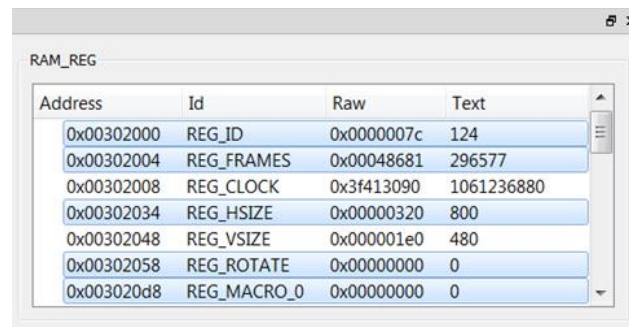 RAM_REG
Address Id Raw Text
0x00302000 REG_ID 0x0000007c 124
0x00302004 REG_FRAMES 0x00048681 296577
0x00302008 REG_CLOCK 0x3f413090 1061236880
0x00302034 REG_HSIZE 0x00000320 800
0x00302048 REG_VSIZE 0x000001e0 480
0x00302058 REG_ROTATE 0x00000000 0
0x003020d8 REG_MACRO_0 0x00000000 0